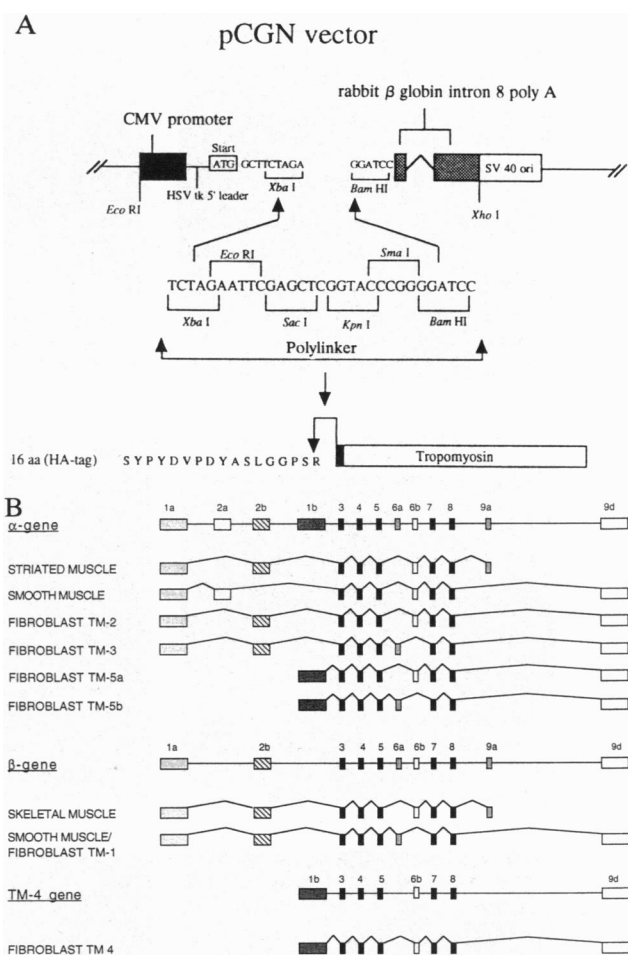 A
pCGN vector
rabbit β globin intron 8 poly A
CMV promoter
Start
ATG GCTTCTAGA
GGATCC
SV 40 ori
Xba I
Bam HI
HSV tk 5' leader
Eco RI
Xho I
Eco RI
Sma I
TCTAGAATTCGAGCTCGGTACCCGGGGATCC
Xba I
Sac I
Kpn I
Bam HI
Polylinker
16 aa (HA-tag)
S Y P Y D V P D Y A S L G G P S R
Tropomyosin
B
1a 2a 2b 1b 3 4 5 6a 6b 7 8 9a 9d
α-gene
STRIATED MUSCLE
SMOOTH MUSCLE
FIBROBLAST TM-2
FIBROBLAST TM-3
FIBROBLAST TM-5a
FIBROBLAST TM-5b
1a 2b 3 4 5 6a 6b 7 8 9a 9d
β-gene
SKELETAL MUSCLE
SMOOTH MUSCLE/
FIBROBLAST TM-1
1b 3 4 5 6b 7 8 9d
TM-4 gene
FIBROBLAST TM 4